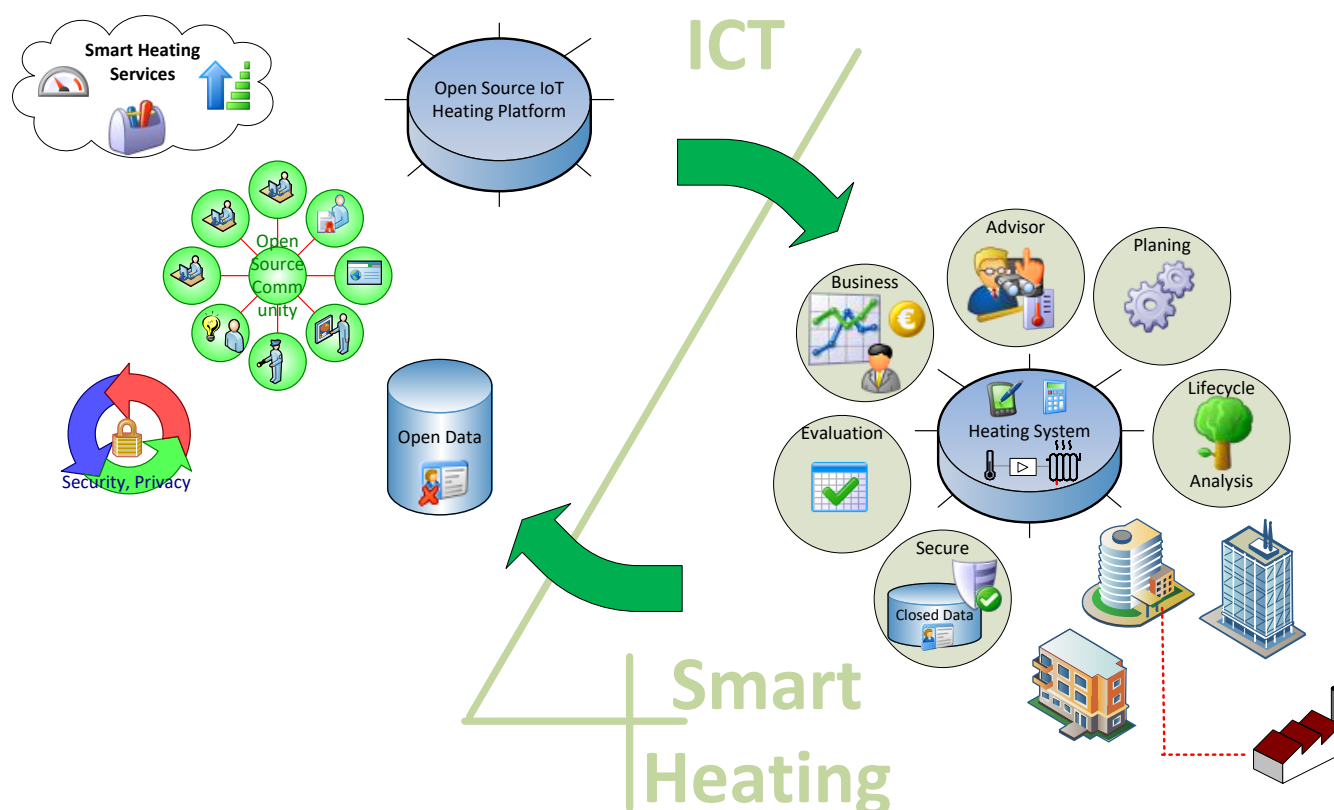 ICT
Smart Heating
Services
Open Source IoT
Heating Platform
Open
Source
Comm
unity
Security, Privacy
Open Data
Advisor
Planing
Business
Lifecycle
Analysis
Heating System
Evaluation
Secure
Closed Data
Smart
Heating